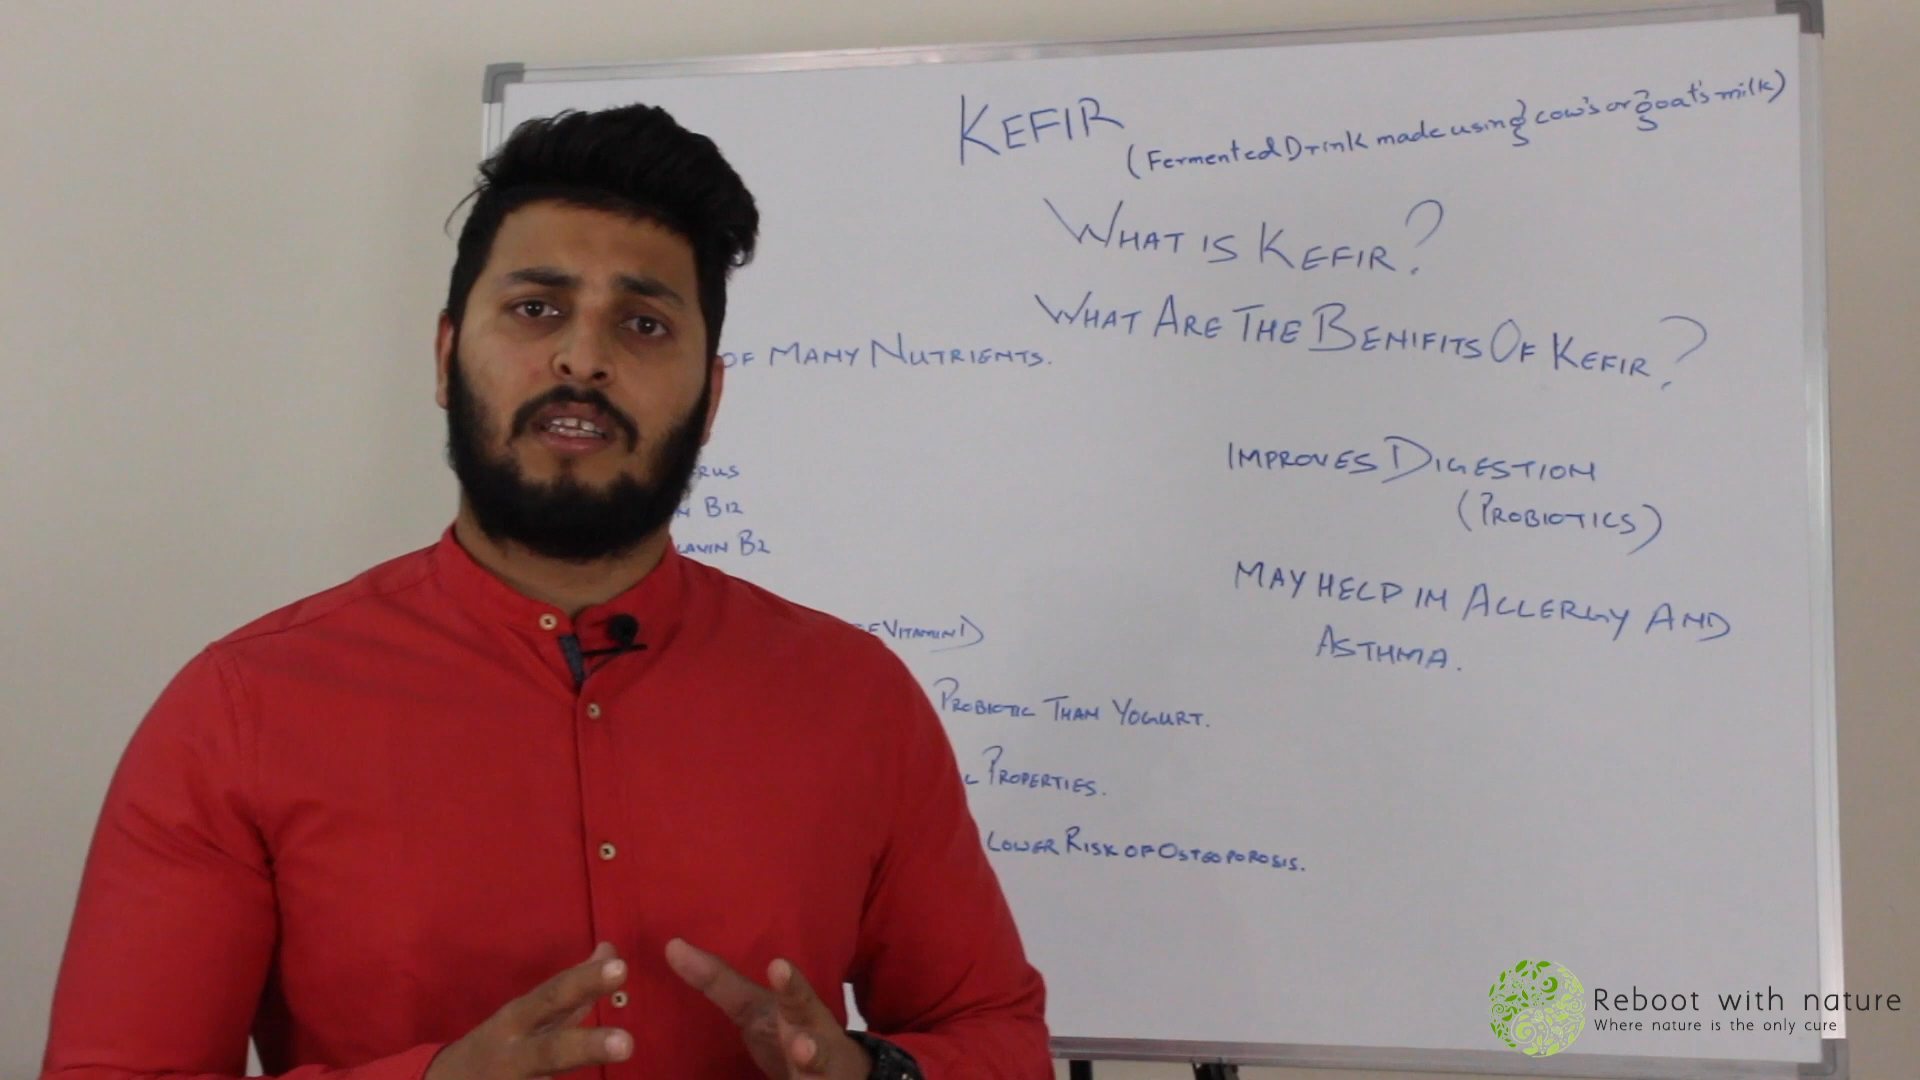 KEFIR
(Fermented Drink made using cow's or goat's milk)
WHAT IS KEFIR?
WHAT ARE THE BENIFITS OF KEFIR?
OF MANY NUTRIENTS.
B12
B2
VITAMIN D
PROBIOTIC THAN YOGURT.
PROPERTIES.
LOWER RISK OF OSTEOPOROSIS.
IMPROVES DIGESTION
(PROBIOTICS)
MAY HELP IN ALLERGY AND
ASTHMA.
Reboot with nature
Where nature is the only cure